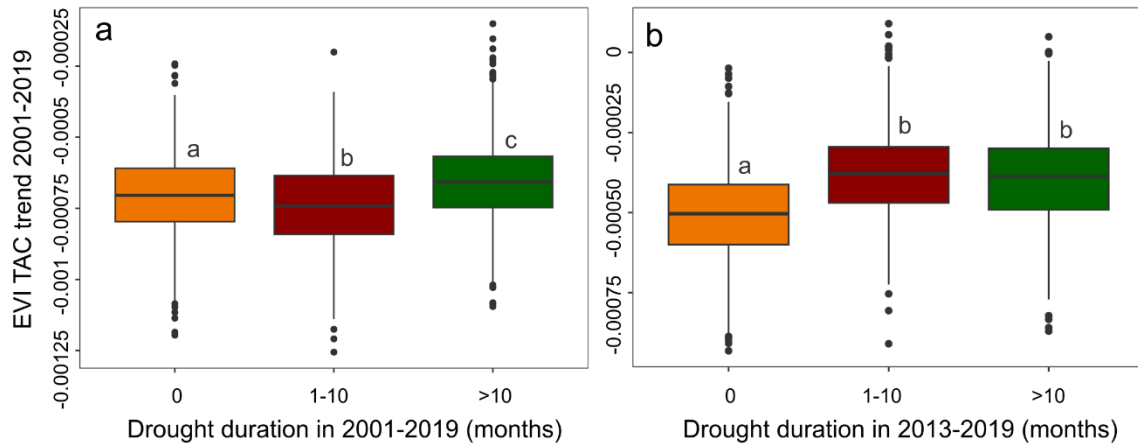 a
EVI TAC trend 2001-2019
-0.00025
-0.0005
-0.00075
-0.001
-0.00125
a
b
c
0
1-10
>10
Drought duration in 2001-2019 (months)
b
0
-0.00025
-0.00050
-0.00075
a
b
b
0
1-10
>10
Drought duration in 2013-2019 (months)